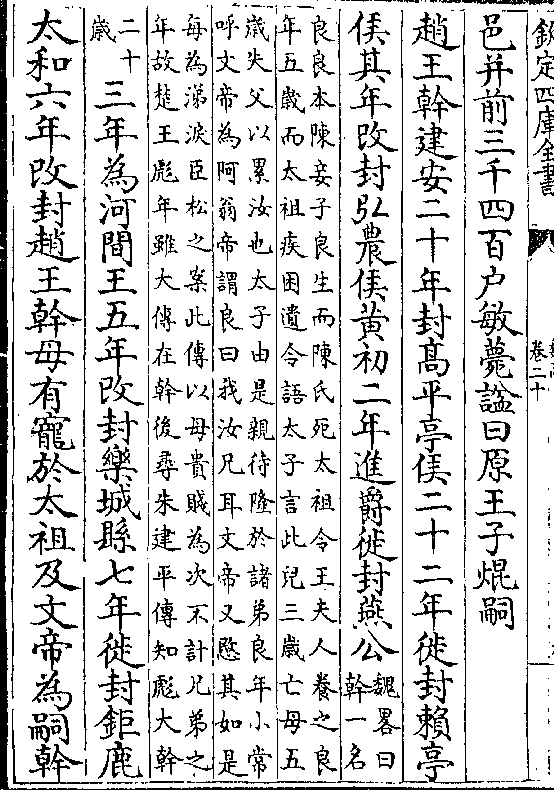 欽定四庫全書
卷二十
邑并前三千四百户敏薨諡曰原王子焜嗣
趙王幹建安二十年封髙平亭侯二十二年徙封賴亭
侯其年改封弘農侯黃初二年進爵徙封燕公
魏畧曰
幹一名
良良本陳妾子良生而陳氏死太祖令王夫人養之良
年五歲而太祖疾困遺令語太子言此兒三歲亡母五
歲失父以累汝也太子由是親待隆於諸弟良年小常
呼文帝為阿翁帝謂良曰我汝兄耳文帝又愍其如是
每為涕淚臣松之案此傳以母貴賤為次不計兄弟之
年故楚王彪年雖大傳在幹後尋朱建平傳知彪大幹
二十
歲
三年為河間王五年改封樂城縣七年徙封鉅鹿
太和六年改封趙王幹母有寵於太祖及文帝為嗣幹